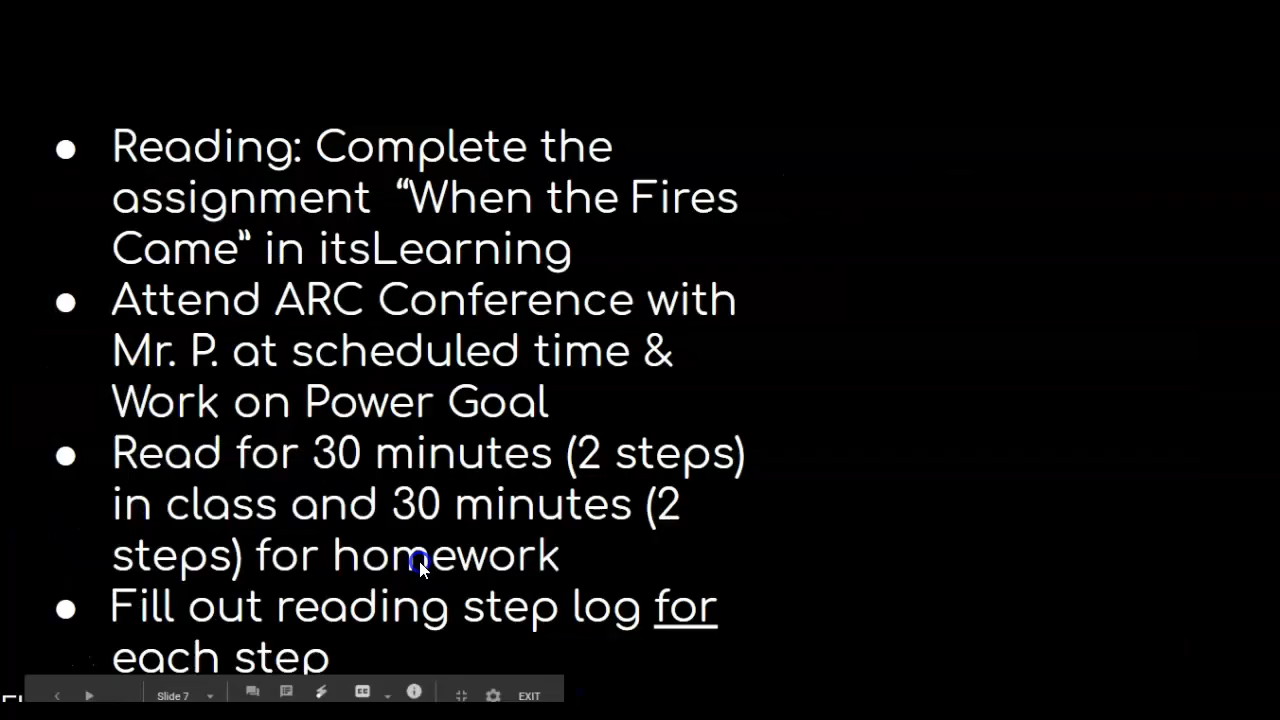 ● Reading: Complete the
assignment “When the Fires
Came” in itsLearning
● Attend ARC Conference with
Mr. P. at scheduled time &
Work on Power Goal
● Read for 30 minutes (2 steps)
in class and 30 minutes (2
steps) for homework
● Fill out reading step log for
each step
Slide 7
CC
EXIT